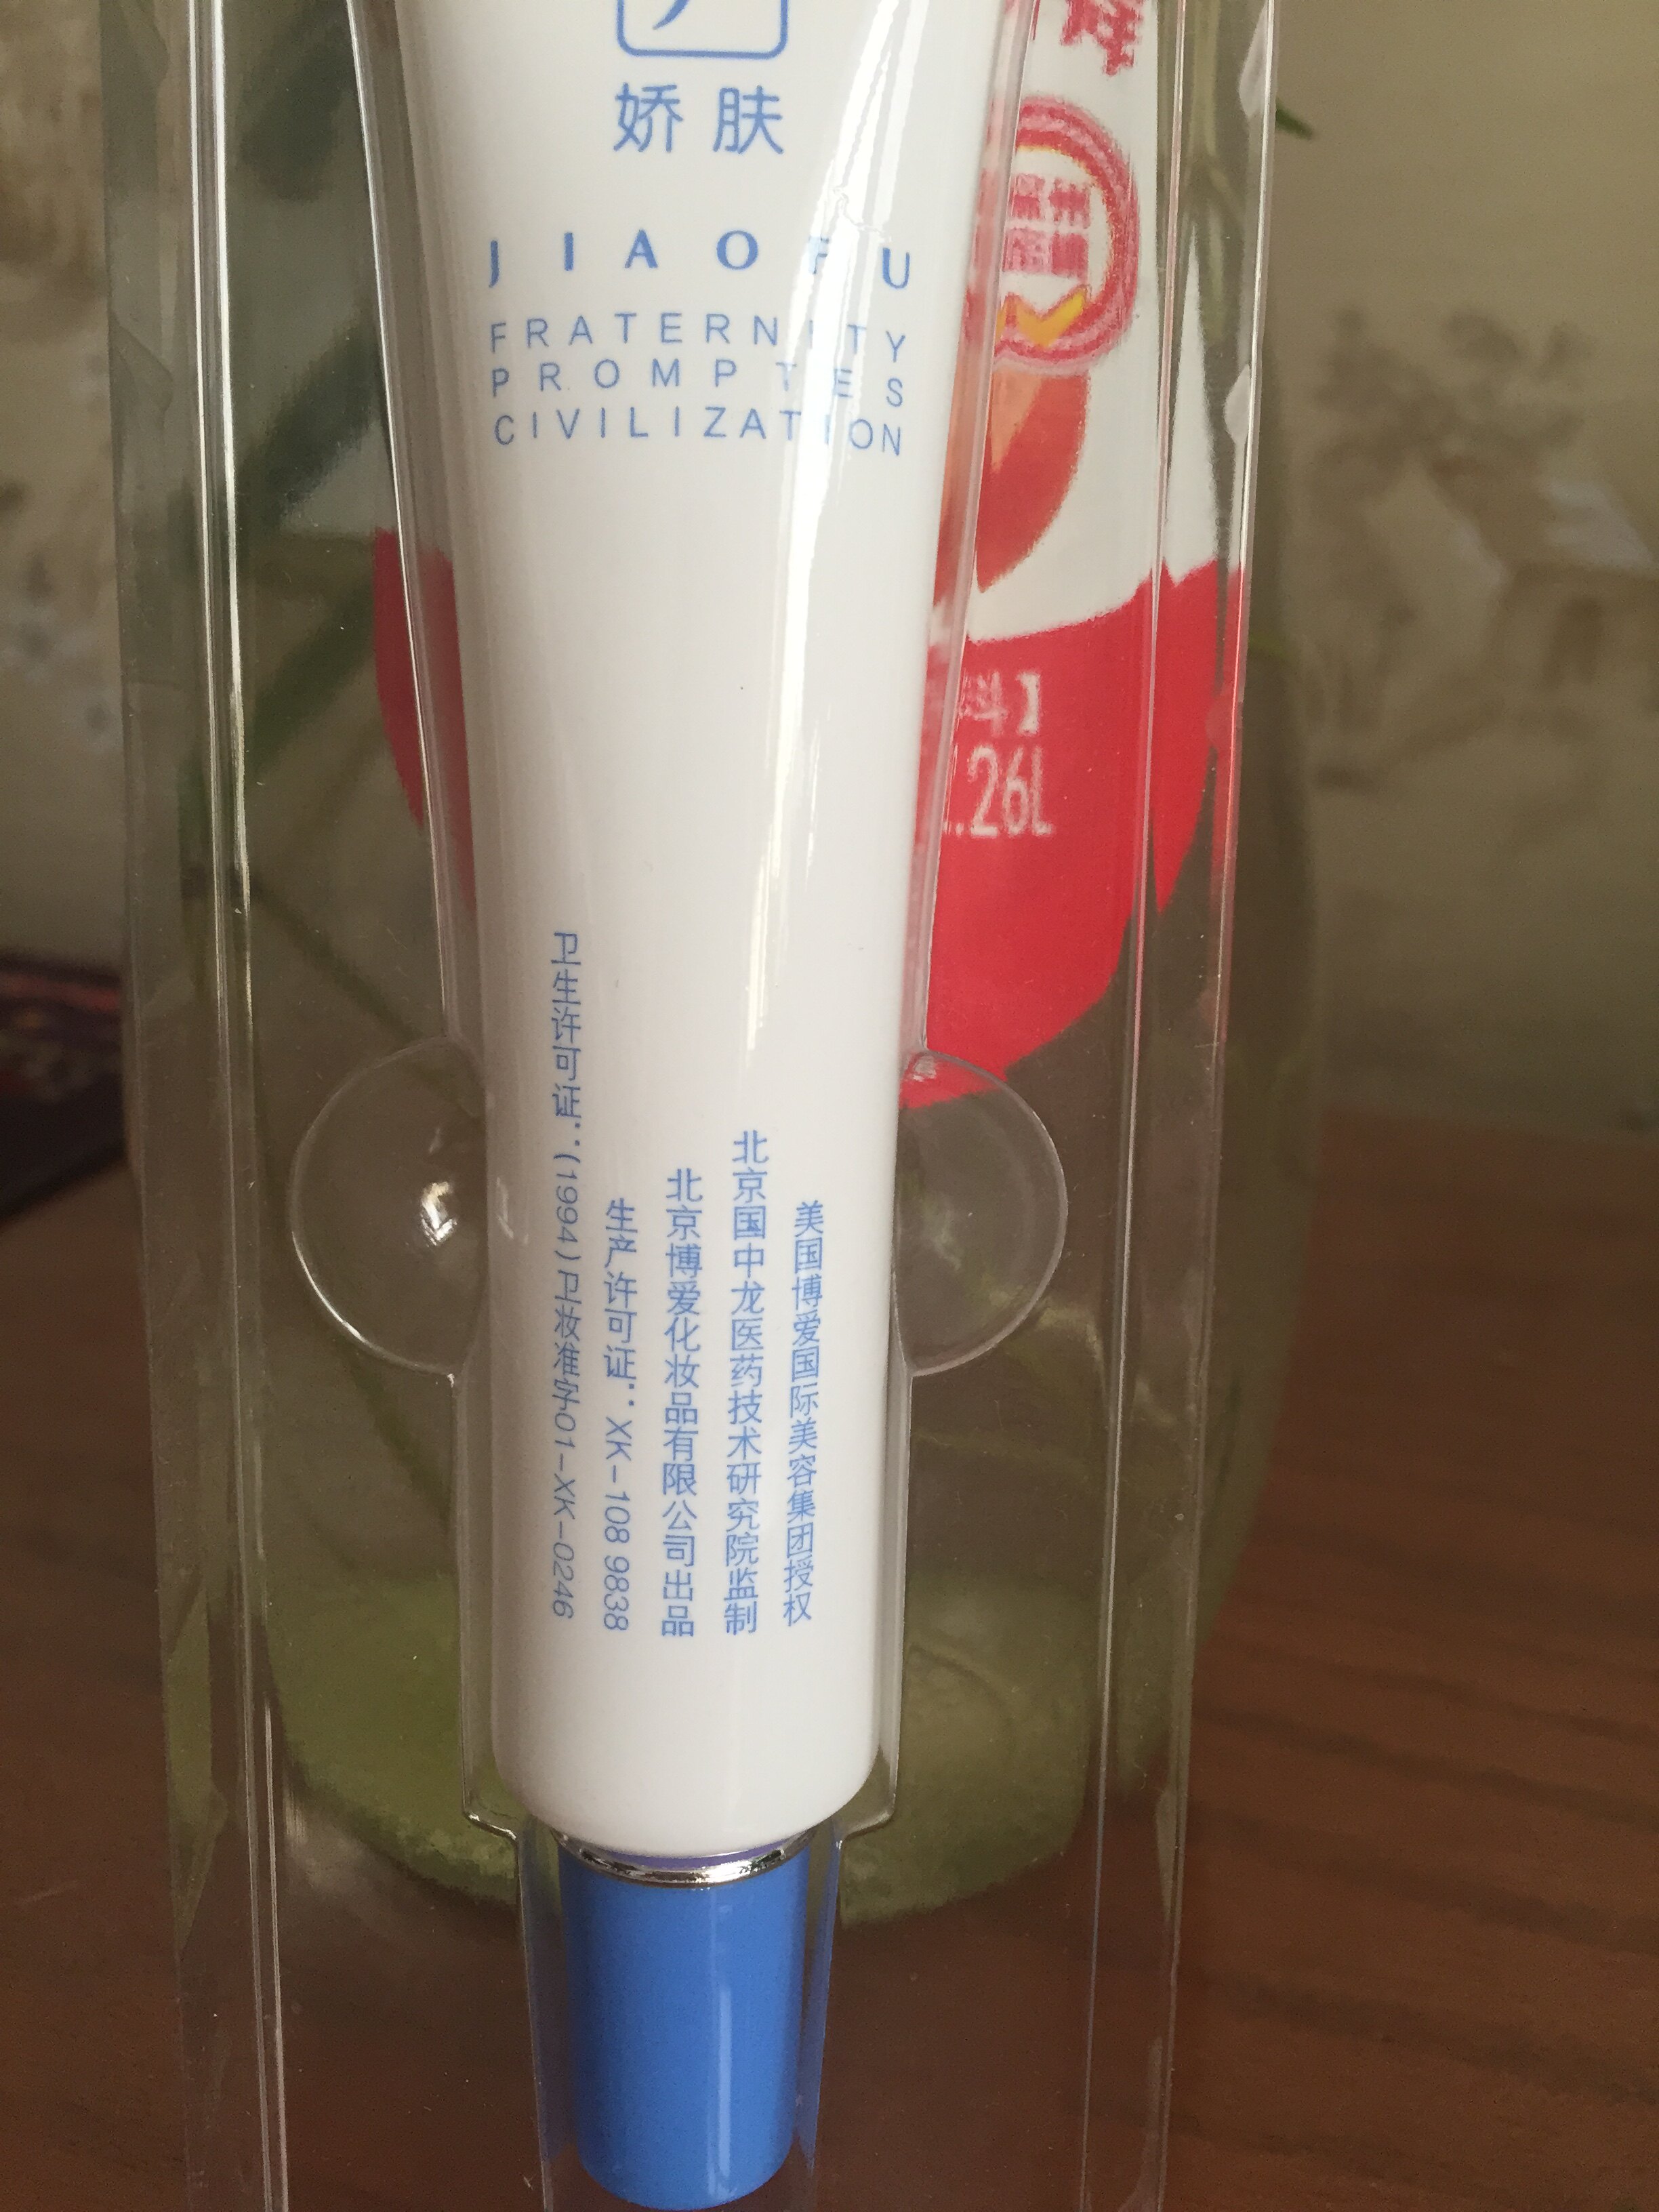 娇肤
JIAOFU
FRATERNITY
PROMPTES
CIVILIZATION
美国博爱国际美容集团授权
北京国中龙医药技术研究院监制
北京博爱化妆品有限公司出品
生产许可证:XK-108 9838
卫生许可证:(1994)卫妆准字01-XK-0246
料】
.26L